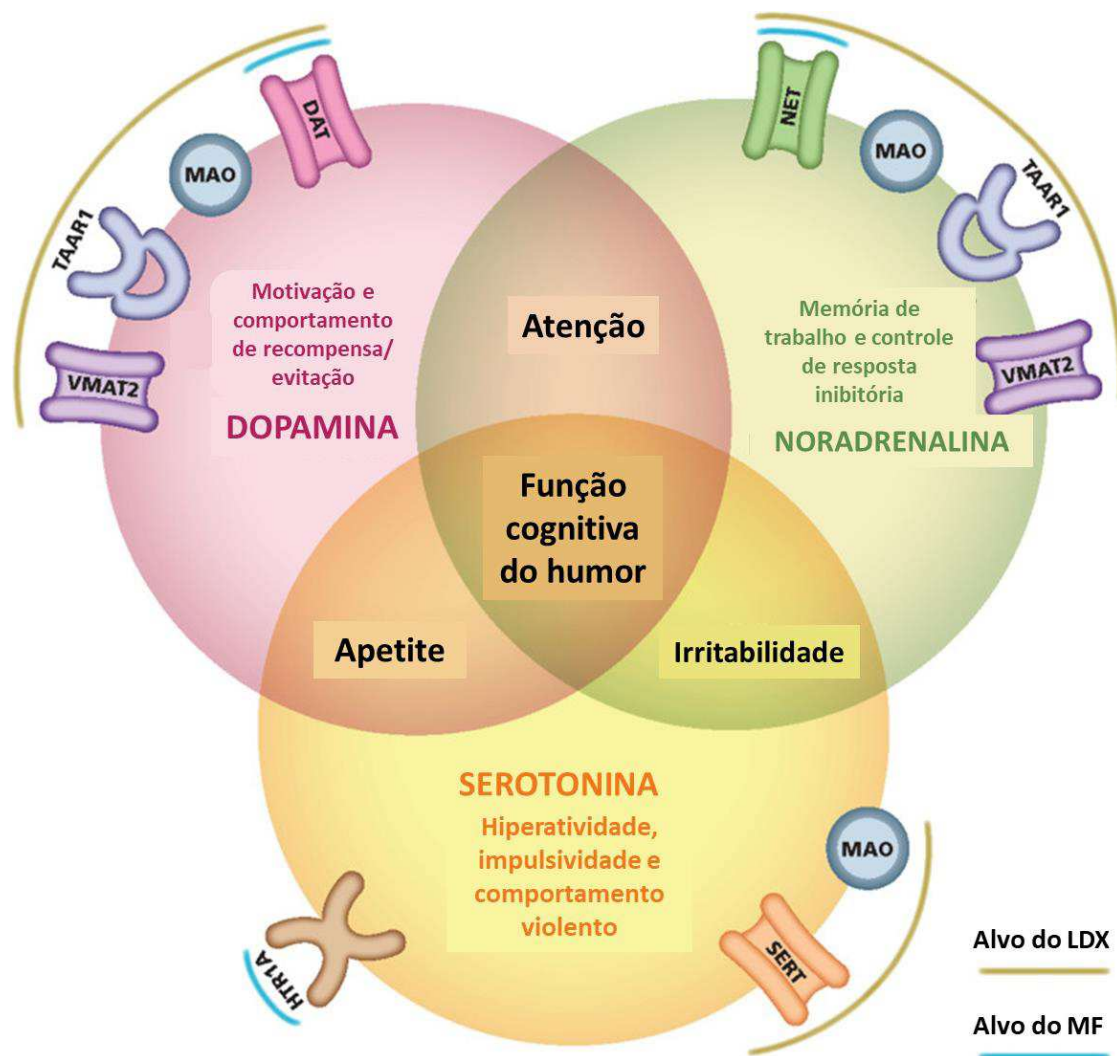 DAT
MAO
TAAR1
VMAT2
Motivação e
comportamento
de recompensa/
evitação
DOPAMINA
Atenção
NET
MAO
TAAR1
VMAT2
Memória de
trabalho e controle
de resposta
inibitória
NORADRENALINA
Função
cognitiva
do humor
Apetite
Irritabilidade
SEROTONINA
Hiperatividade,
impulsividade e
comportamento
violento
HTR1A
MAO
SERT
Alvo do LDX
Alvo do MF